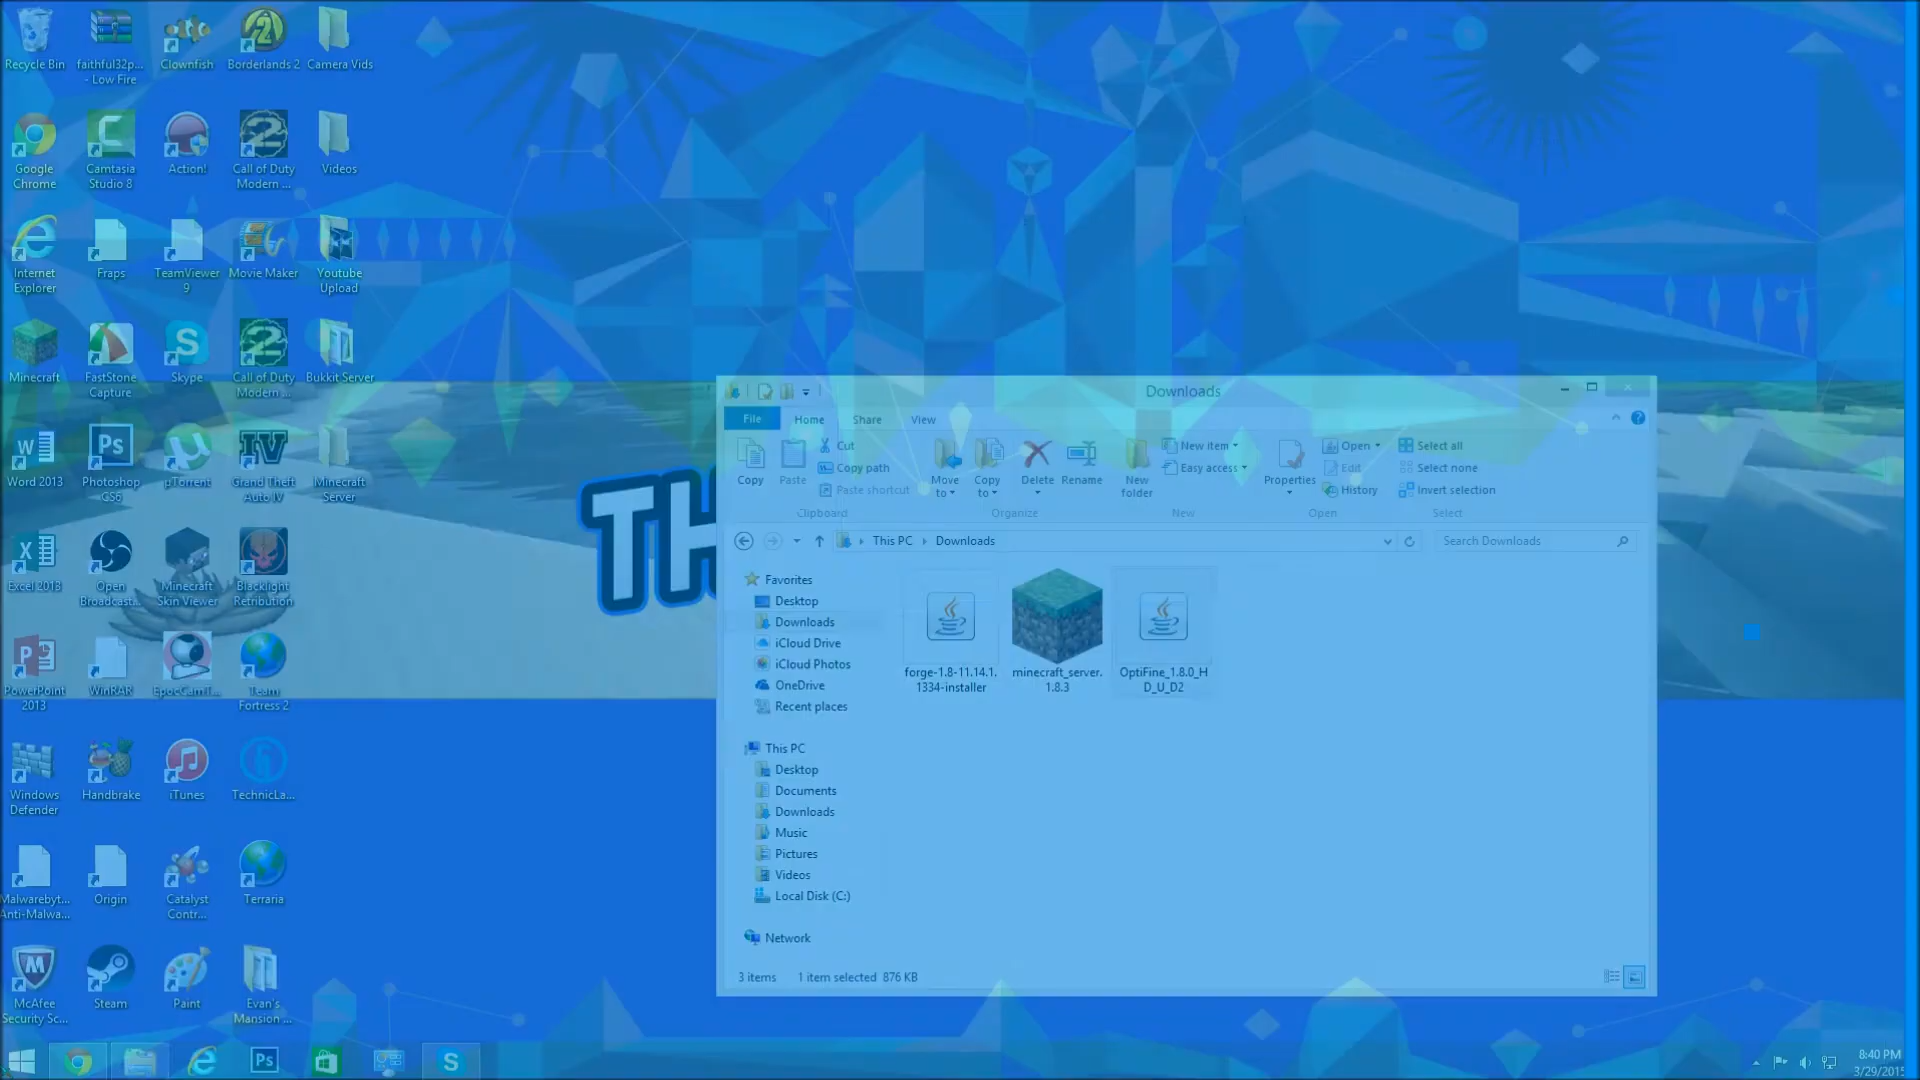 Recycle Bin
faithful32p...
- Low Fire
Clownfish
Borderlands 2
Camera Vids
Google
Chrome
Camtasia
Studio 8
Action!
Call of Duty
Modern ...
Videos
Internet
Explorer
Fraps
TeamViewer
9
Movie Maker
Youtube
Upload
Minecraft
FastStone
Capture
Skype
Call of Duty
Modern ...
Bukkit Server
Word 2013
Photoshop
CS6
µTorrent
Grand Theft
Auto IV
Minecraft
Server
Excel 2013
Open
Broadcast...
Minecraft
Skin Viewer
Blacklight
Retribution
PowerPoint
2013
WinRAR
EpocCamT...
Team
Fortress 2
Windows
Defender
Handbrake
iTunes
TechnicLa...
Malwarebyt...
Anti-Malwa...
Origin
Catalyst
Contr...
Terraria
McAfee
Security Sc...
Steam
Paint
Evan's
Mansion ...
TH
Downloads
File
Home
Share
View
Copy
Paste
Cut
Copy path
Paste shortcut
Clipboard
Move
to
Copy
to
Delete
Rename
Organize
New
folder
New item
Easy access
New
Properties
Open
Edit
History
Open
Select all
Select none
Invert selection
Select
This PC
Downloads
Search Downloads
Favorites
Desktop
Downloads
iCloud Drive
iCloud Photos
OneDrive
Recent places
This PC
Desktop
Documents
Downloads
Music
Pictures
Videos
Local Disk (C:)
Network
forge-1.8-11.14.1.
1334-installer
minecraft_server.
1.8.3
OptiFine_1.8.0_H
D_U_D2
3 items
1 item selected 876 KB
8:40 PM
3/29/2015